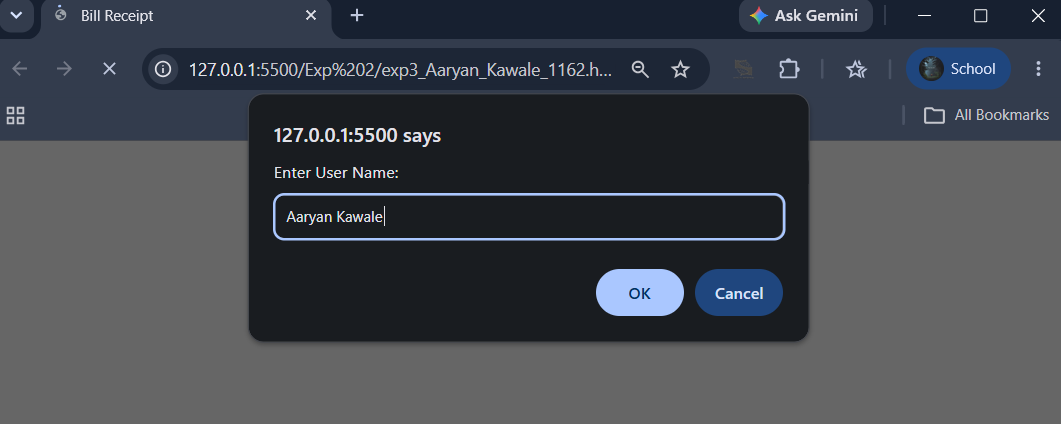 Bill Receipt
Ask Gemini
127.0.0.1:5500/Exp%202/exp3_Aaryan_Kawale_1162.h...
School
All Bookmarks
127.0.0.1:5500 says
Enter User Name:
Aaryan Kawale
OK
Cancel